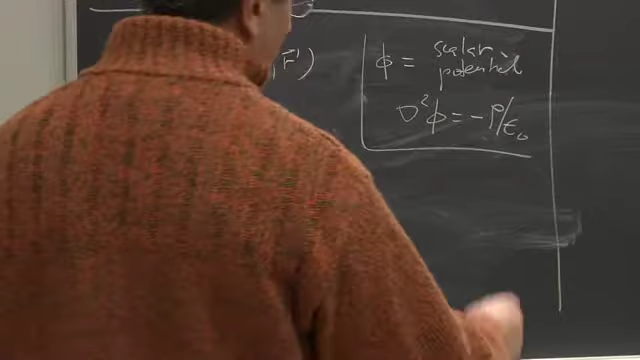 , F')
ϕ = scalar
potential
∇²ϕ = -ρ/ε₀